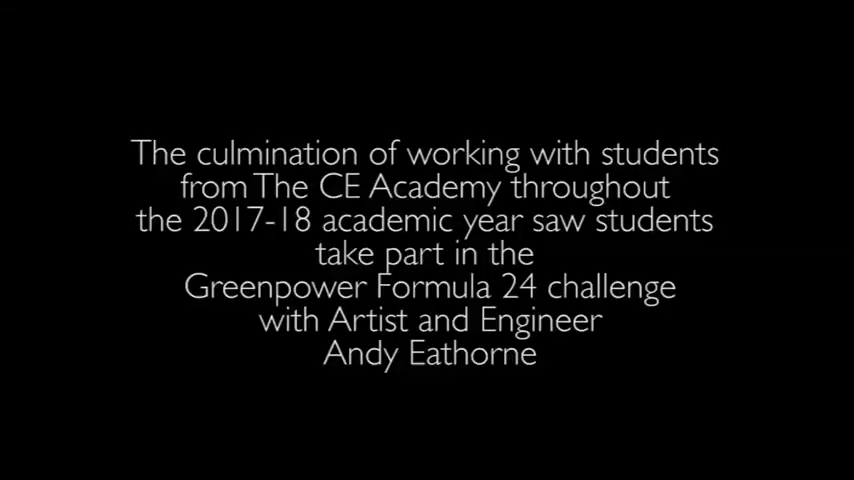 The culmination of working with students
from The CE Academy throughout
the 2017-18 academic year saw students
take part in the
Greenpower Formula 24 challenge
with Artist and Engineer
Andy Eathorne